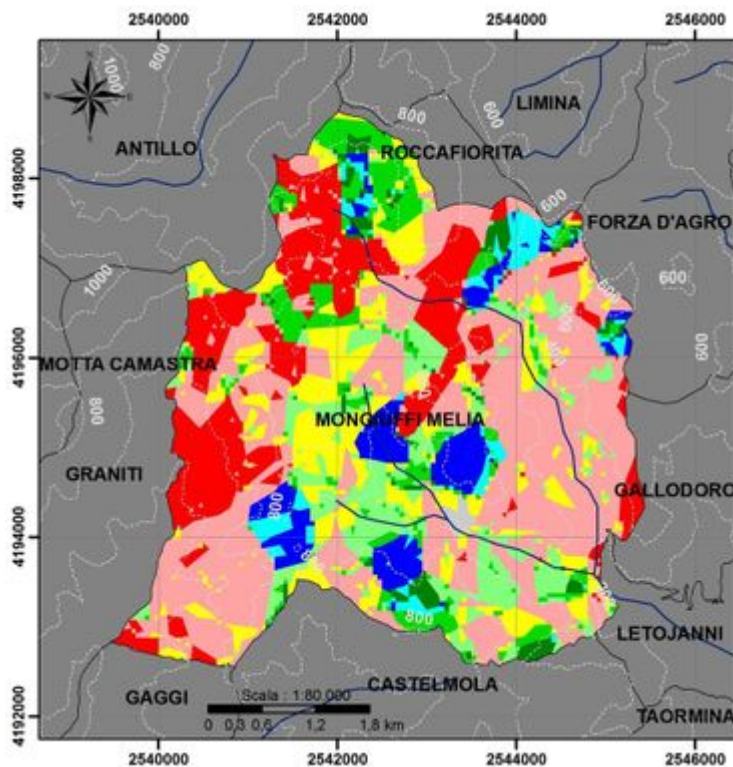 2540000 2542000 2544000 2546000
1000
800
800
600
LIMINA
ANTILLO
ROCCAFIORITA
4198000
600
FORZA D'AGRO
1000
600
600
4196000
MOTTA CAMASTRA
600
800
MONGIUFFI MELIA
GRANITI
GALLODORO
800
4194000
800
LETOJANNI
GAGGI
Scala : 1:80.000
CASTELMOLA
TAORMINA
4192000
0 0,3 0,6 1,2 1,8 km
2540000 2542000 2544000 2546000